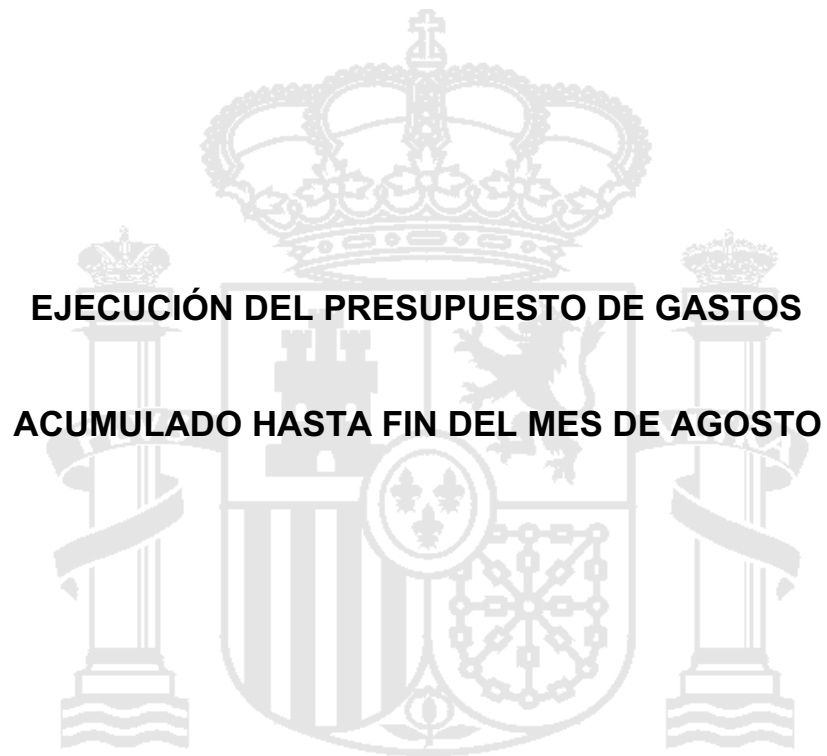 EJECUCIÓN DEL PRESUPUESTO DE GASTOS
ACUMULADO HASTA FIN DEL MES DE AGOSTO